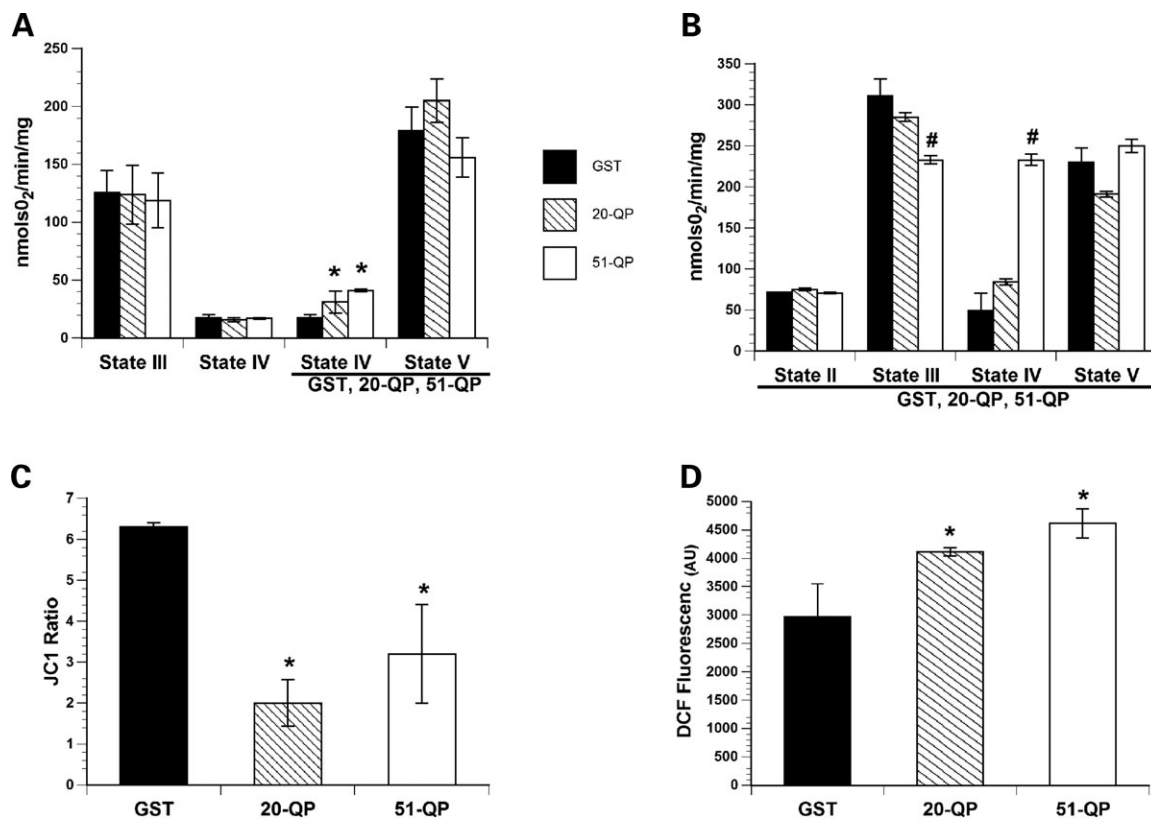 A
nmols0₂/min/mg
250
200
150
100
50
0
State III
State IV
*
*
State IV
State V
GST, 20-QP, 51-QP
GST
20-QP
51-QP
B
nmols0₂/min/mg
350
300
250
200
150
100
50
0
#
#
State II
State III
State IV
State V
GST, 20-QP, 51-QP
C
JC1 Ratio
7
6
5
4
3
2
1
0
*
*
GST
20-QP
51-QP
D
DCF Fluorescenc (AU)
5000
4500
4000
3500
3000
2500
2000
1500
1000
500
0
*
*
GST
20-QP
51-QP